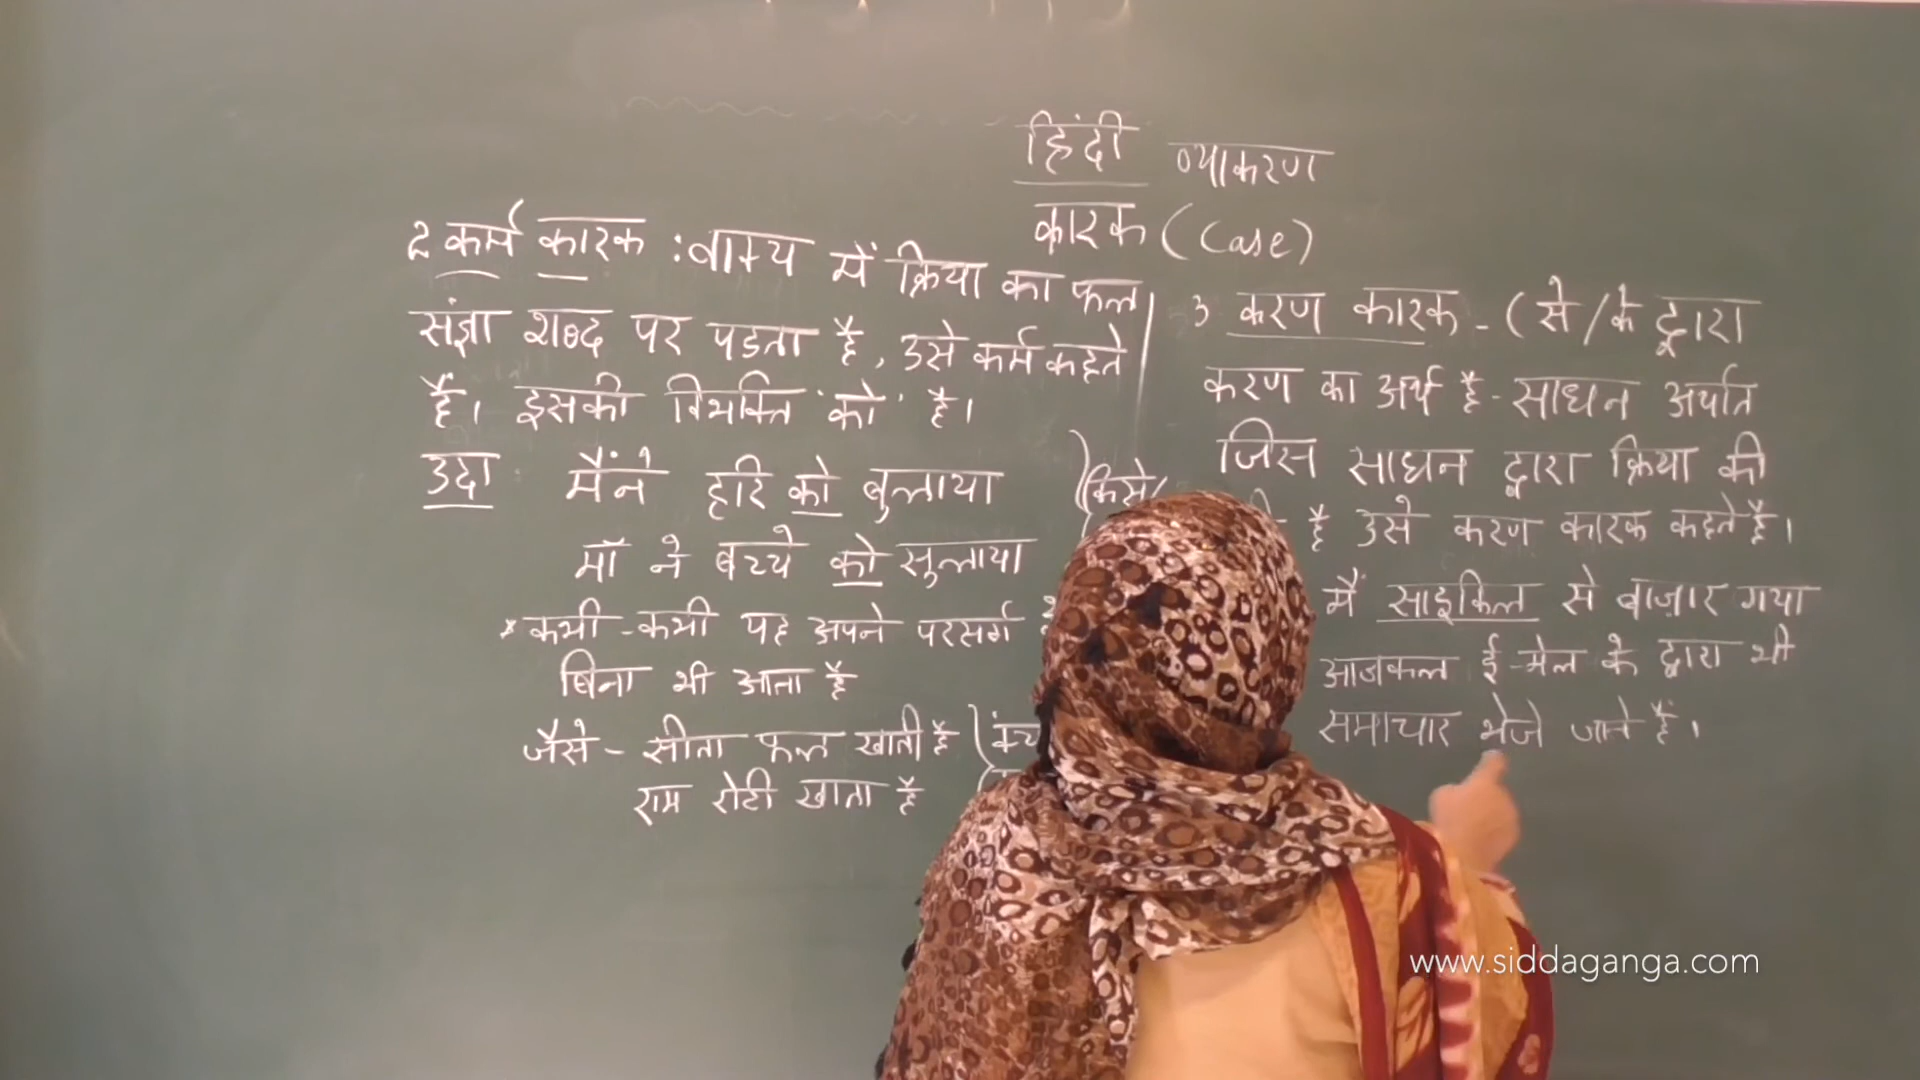 हिंदी व्याकरण
कारक (Case)
2 कर्म कारक : वाक्य में क्रिया का फल
संज्ञा शब्द पर पडता है, उसे कर्म कहते
हैं। इसकी विभक्ति 'को' है।
उदा : मैंने हरि को बुलाया
(किसे
माँ ने बच्चे को सुलाया
* कभी-कभी यह अपने परसर्ग
बिना भी आता है
जैसे - सीता फल खाती है
राम रोटी खाता है
3 करण कारक - (से/के द्वारा
करण का अर्थ है - साधन अर्थात
जिस साधन द्वारा क्रिया की
है उसे करण कारक कहते है।
मैं साइकिल से बाज़ार गया
आजकल ई-मेल के द्वारा भी
समाचार भेजे जाते हैं।
www.siddaganga.com